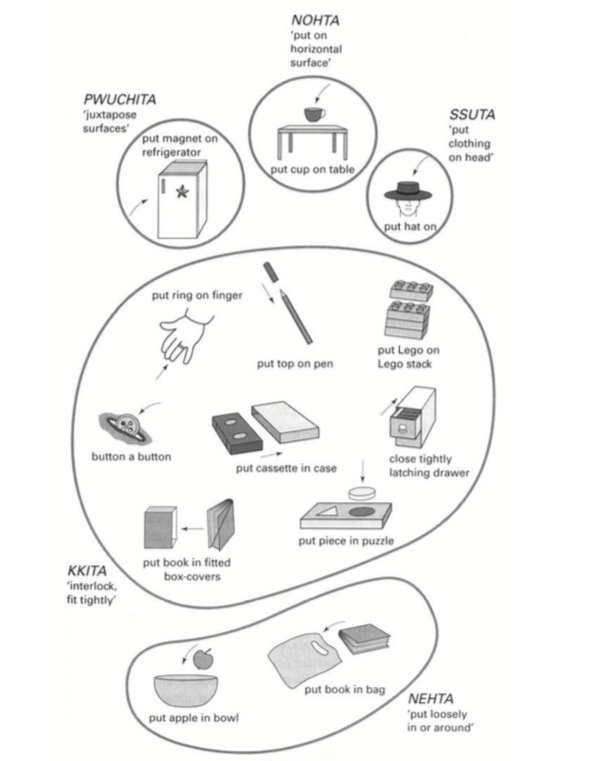 NOHTA
'put on
horizontal
surface'
PWUCHITA
'juxtapose
surfaces'
put magnet on
refrigerator
put cup on table
SSUTA
'put
clothing
on head'
put hat on
put ring on finger
put top on pen
put Lego on
Lego stack
button a button
put cassette in case
close tightly
latching drawer
put book in fitted
box-covers
put piece in puzzle
KKITA
'interlock,
fit tightly'
put apple in bowl
put book in bag
NEHTA
'put loosely
in or around'